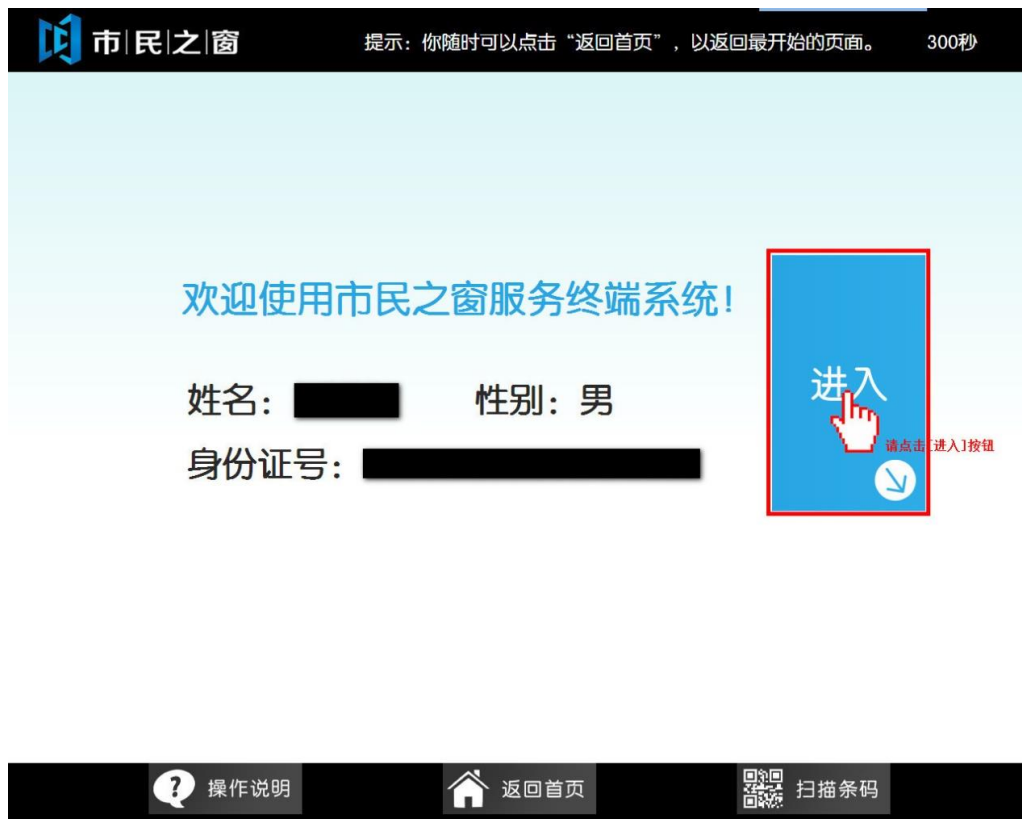 市民之窗
提示：你随时可以点击“返回首页”，以返回最开始的页面。
300秒
欢迎使用市民之窗服务终端系统！
进入
姓名：
性别：男
请点击[进入]按钮
身份证号：
操作说明
返回首页
扫描条码